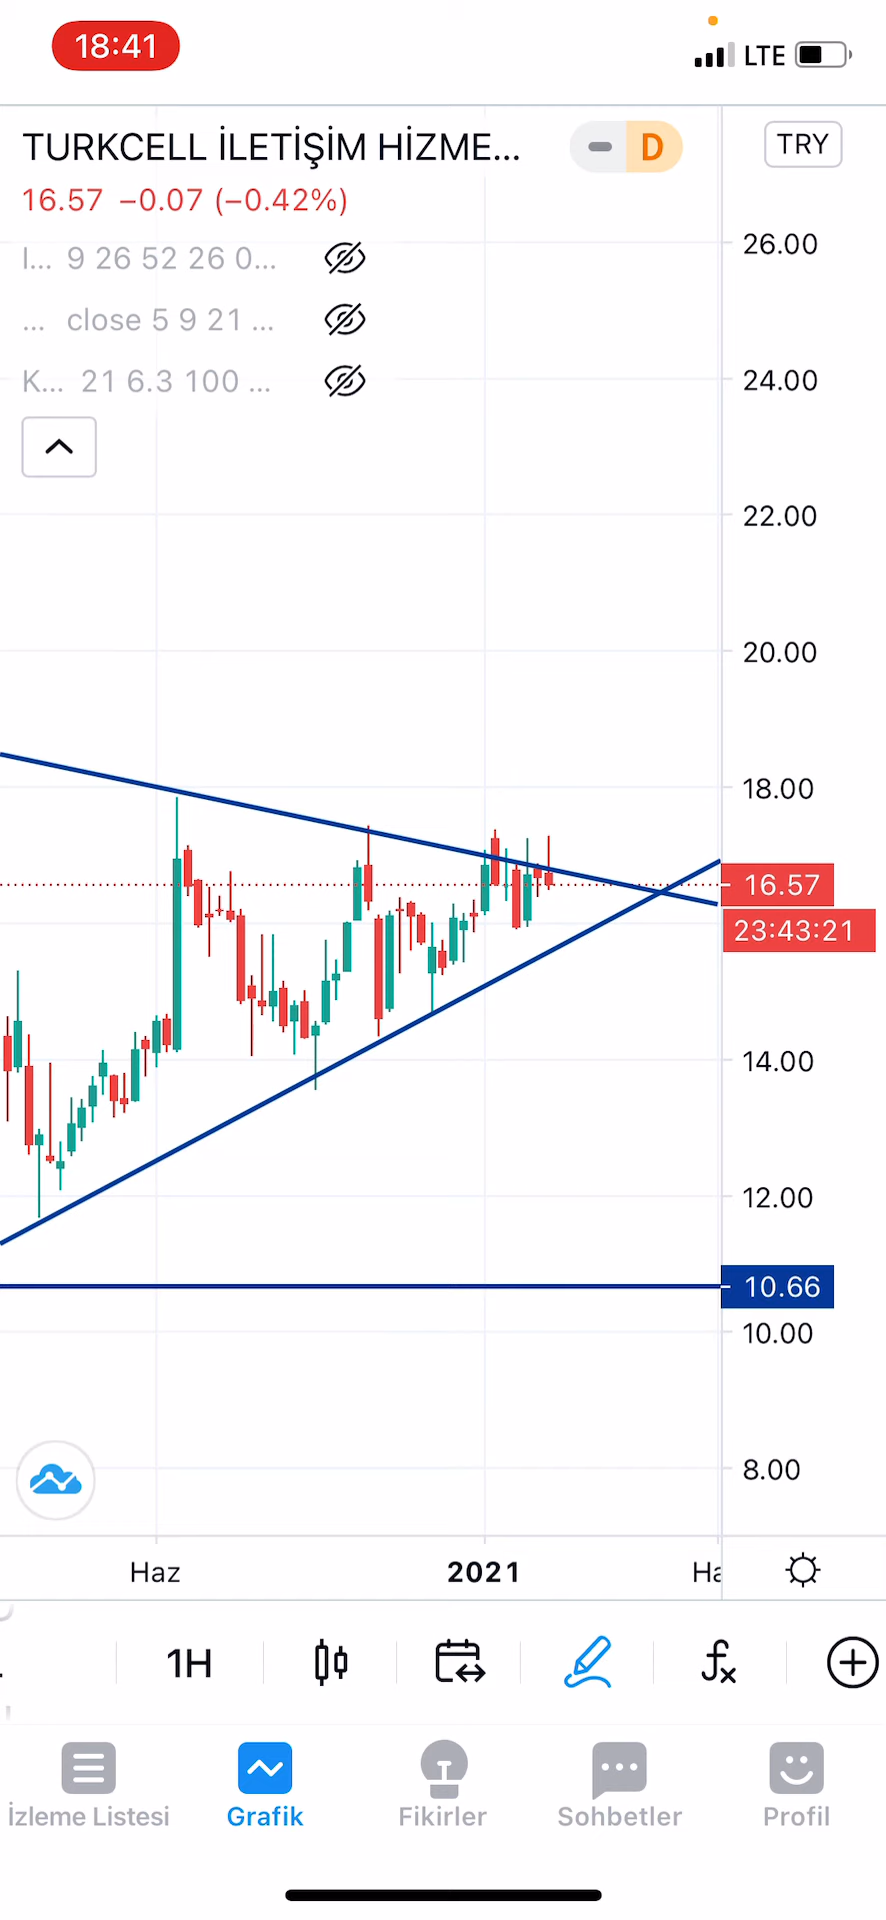 18:41
LTE
TURKCELL İLETİŞİM HİZME...
D
TRY
16.57 −0.07 (−0.42%)
I... 9 26 52 26 0...
... close 5 9 21 ...
K... 21 6.3 100 ...
26.00
24.00
22.00
20.00
18.00
16.57
23:43:21
14.00
12.00
10.66
10.00
8.00
Haz
2021
Ha
1H
fx
İzleme Listesi
Grafik
Fikirler
Sohbetler
Profil